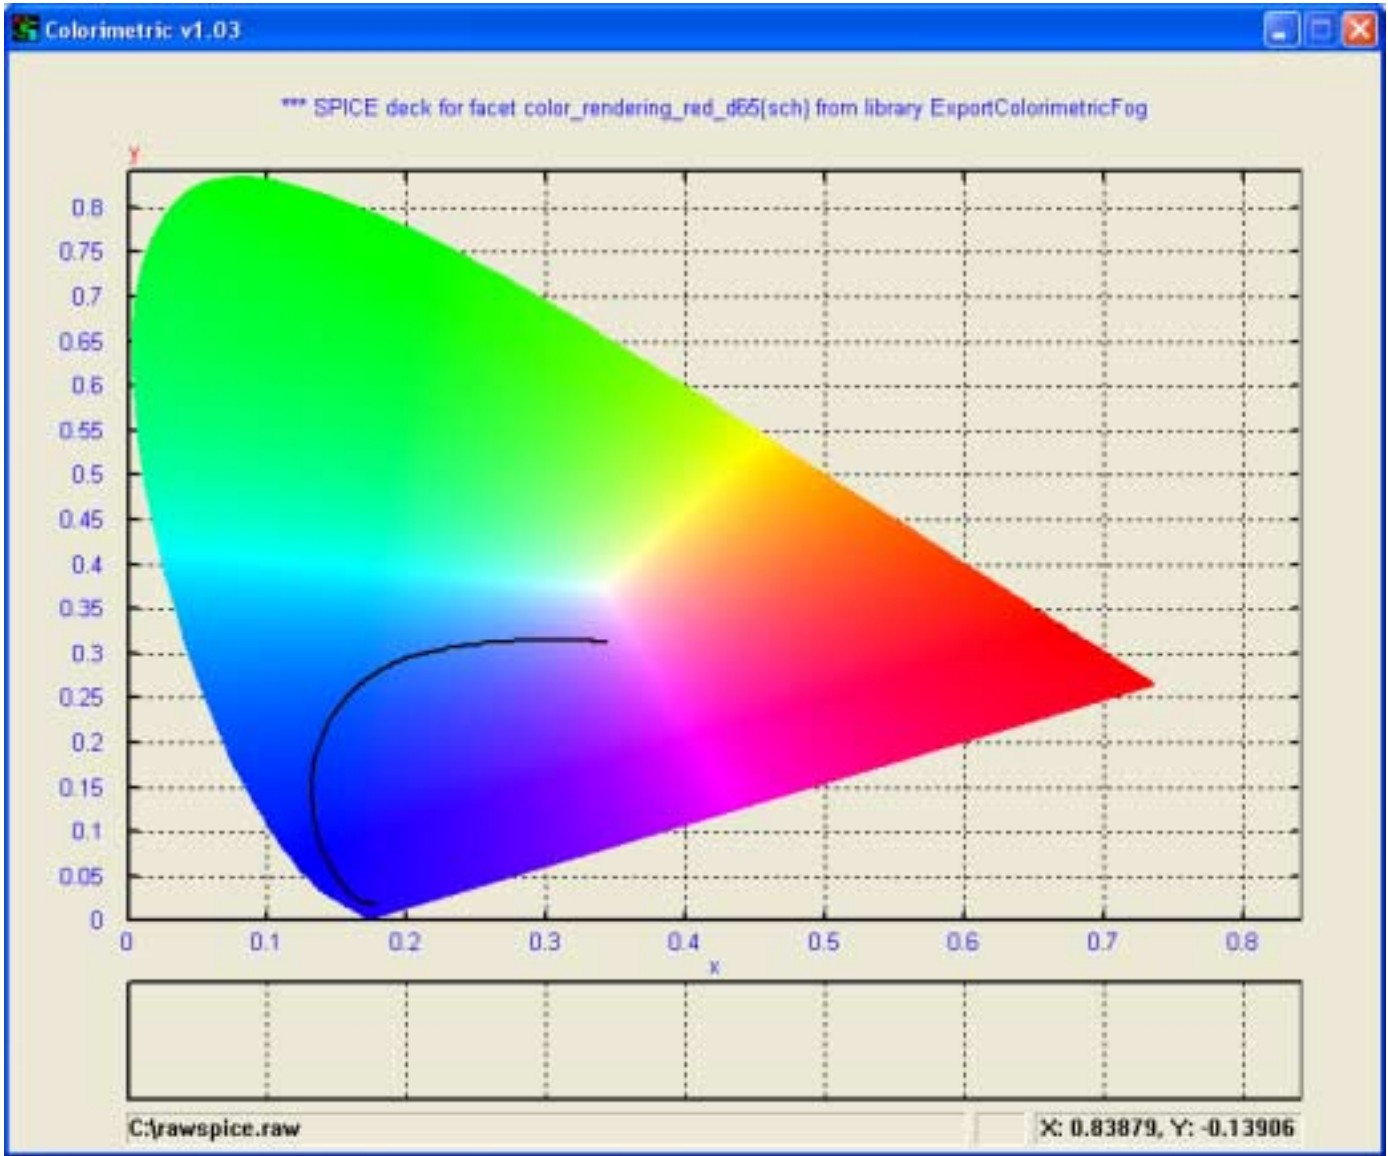 Colorimetric v1.03
*** SPICE deck for facet color_rendering_red_d65(sch) from library ExportColorimetricFog
Y
0.8
0.75
0.7
0.65
0.6
0.55
0.5
0.45
0.4
0.35
0.3
0.25
0.2
0.15
0.1
0.05
0
0 0.1 0.2 0.3 0.4 0.5 0.6 0.7 0.8
x
C:\rawspice.raw X: 0.83879, Y: -0.13906